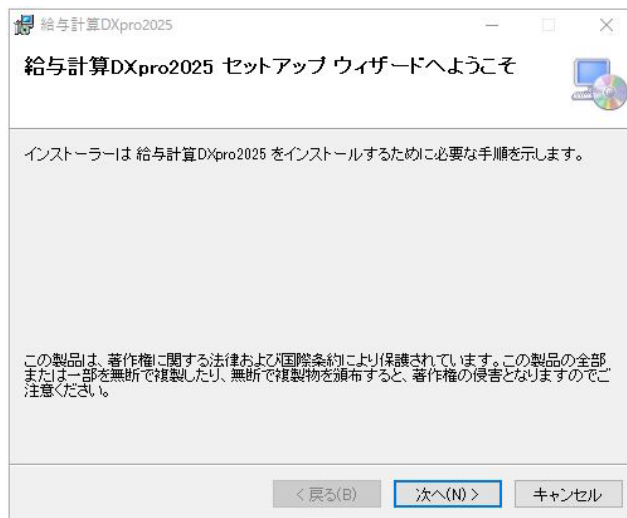 給与計算DXpro2025
給与計算DXpro2025 セットアップ ウィザードへようこそ
インストーラーは 給与計算DXpro2025 をインストールするために必要な手順を示します。
この製品は、著作権に関する法律および国際条約により保護されています。この製品の全部
または一部を無断で複製したり、無断で複製物を頒布すると、著作権の侵害となりますのでご
注意ください。
< 戻る(B)
次へ(N) >
キャンセル